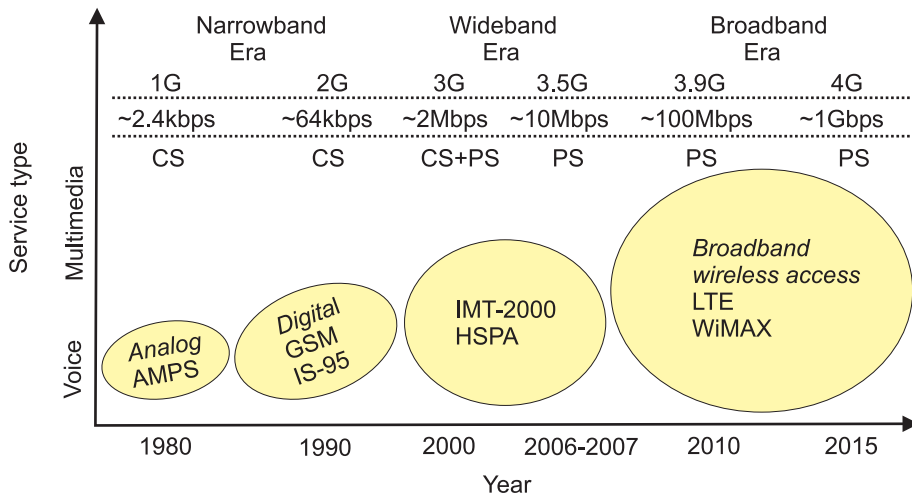 Narrowband Era
Wideband Era
Broadband Era
1G 2G 3G 3.5G 3.9G 4G
~2.4kbps ~64kbps ~2Mbps ~10Mbps ~100Mbps ~1Gbps
CS CS CS+PS PS PS PS
Service type
Multimedia
Voice
Analog
AMPS
Digital
GSM
IS-95
IMT-2000
HSPA
Broadband
wireless access
LTE
WiMAX
1980 1990 2000 2006-2007 2010 2015
Year